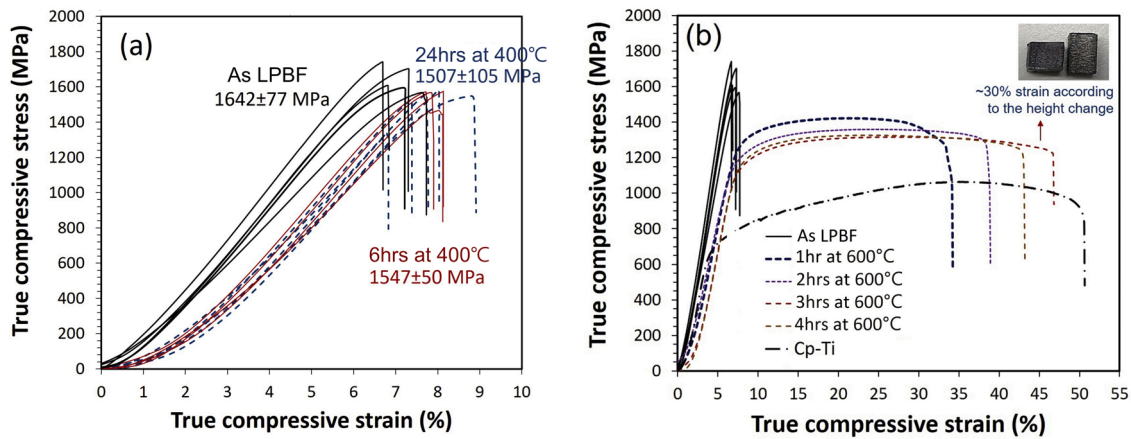 True compressive stress (MPa)
2000
1800
1600
1400
1200
1000
800
600
400
200
0
(a)
As LPBF
1642±77 MPa
24hrs at 400℃
1507±105 MPa
6hrs at 400℃
1547±50 MPa
0 1 2 3 4 5 6 7 8 9 10
True compressive strain (%)
True compressive stress (MPa)
2000
1800
1600
1400
1200
1000
800
600
400
200
0
(b)
~30% strain according
to the height change
As LPBF
1hr at 600°C
2hrs at 600°C
3hrs at 600°C
4hrs at 600°C
Cp-Ti
0 5 10 15 20 25 30 35 40 45 50 55
True compressive strain (%)